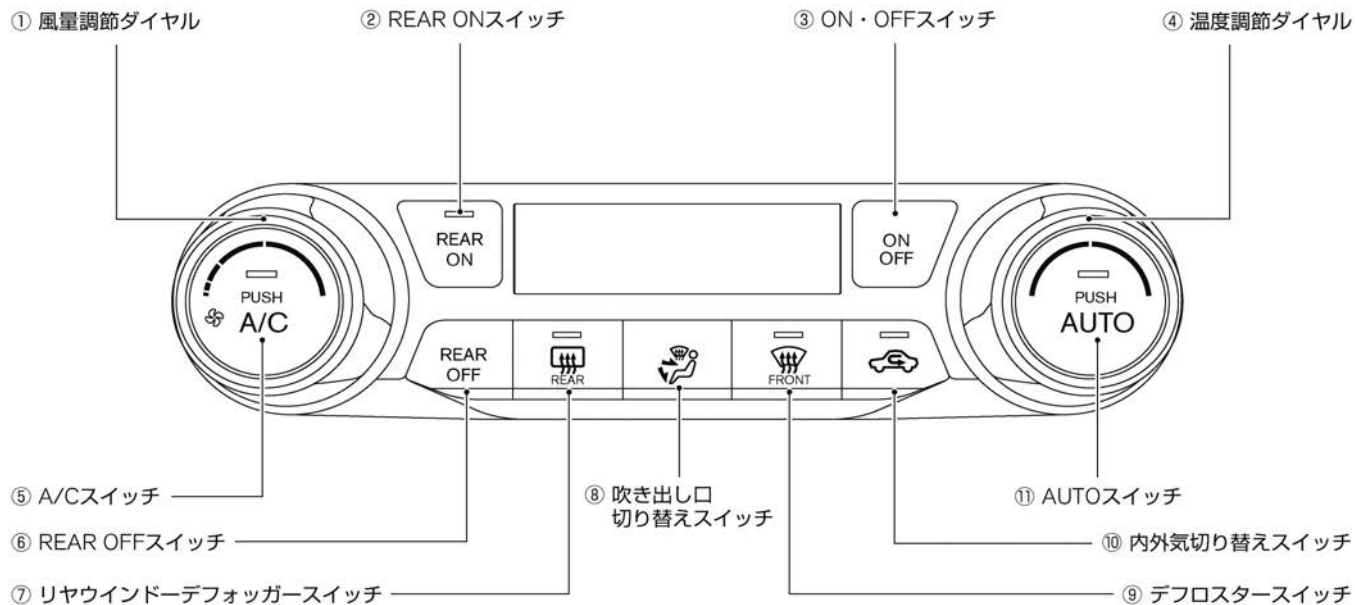 ① 風量調節ダイヤル
② REAR ONスイッチ
③ ON・OFFスイッチ
④ 温度調節ダイヤル
REAR
ON
ON
OFF
PUSH
A/C
PUSH
AUTO
REAR
OFF
REAR
FRONT
⑤ A/Cスイッチ
⑧ 吹き出し口
切り替えスイッチ
⑪ AUTOスイッチ
⑥ REAR OFFスイッチ
⑩ 内外気切り替えスイッチ
⑦ リヤウインドーデフォッガースイッチ
⑨ デフロスタースイッチ